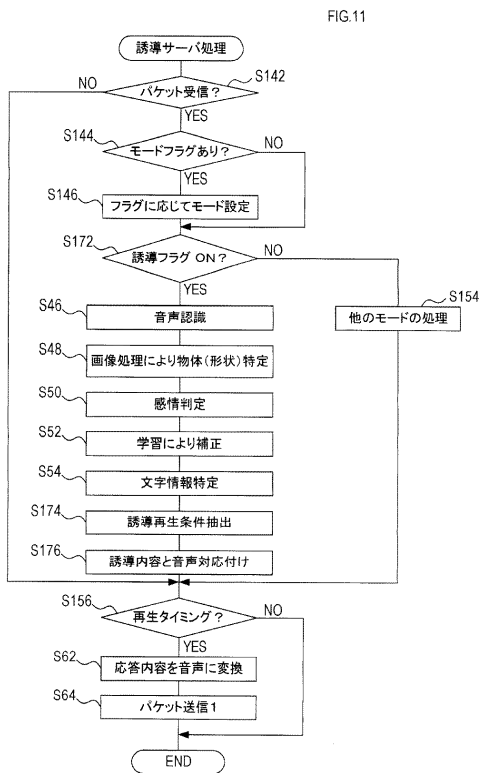 FIG.11
誘導サーバ処理
S142
NO
パケット受信?
YES
S144
モードフラグあり?
NO
YES
S146
フラグに応じてモード設定
S172
誘導フラグ ON?
NO
YES
S154
他のモードの処理
S46
音声認識
S48
画像処理により物体(形状)特定
S50
感情判定
S52
学習により補正
S54
文字情報特定
S174
誘導再生条件抽出
S176
誘導内容と音声対応付け
S156
再生タイミング?
NO
YES
S62
応答内容を音声に変換
S64
パケット送信1
END